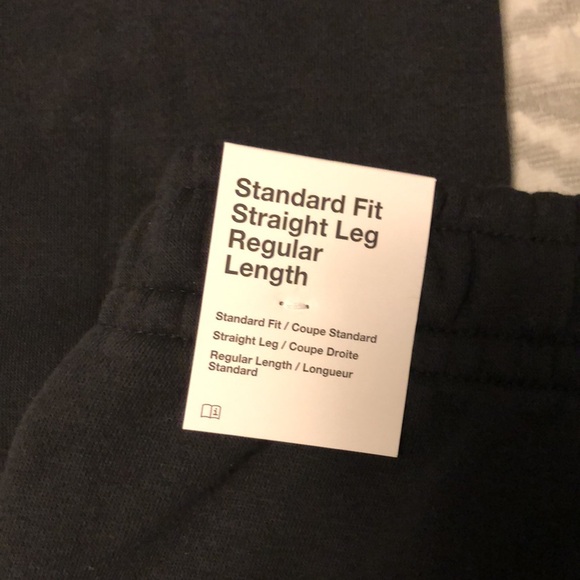 Standard Fit
Straight Leg
Regular
Length
Standard Fit / Coupe Standard
Straight Leg / Coupe Droite
Regular Length / Longueur
Standard